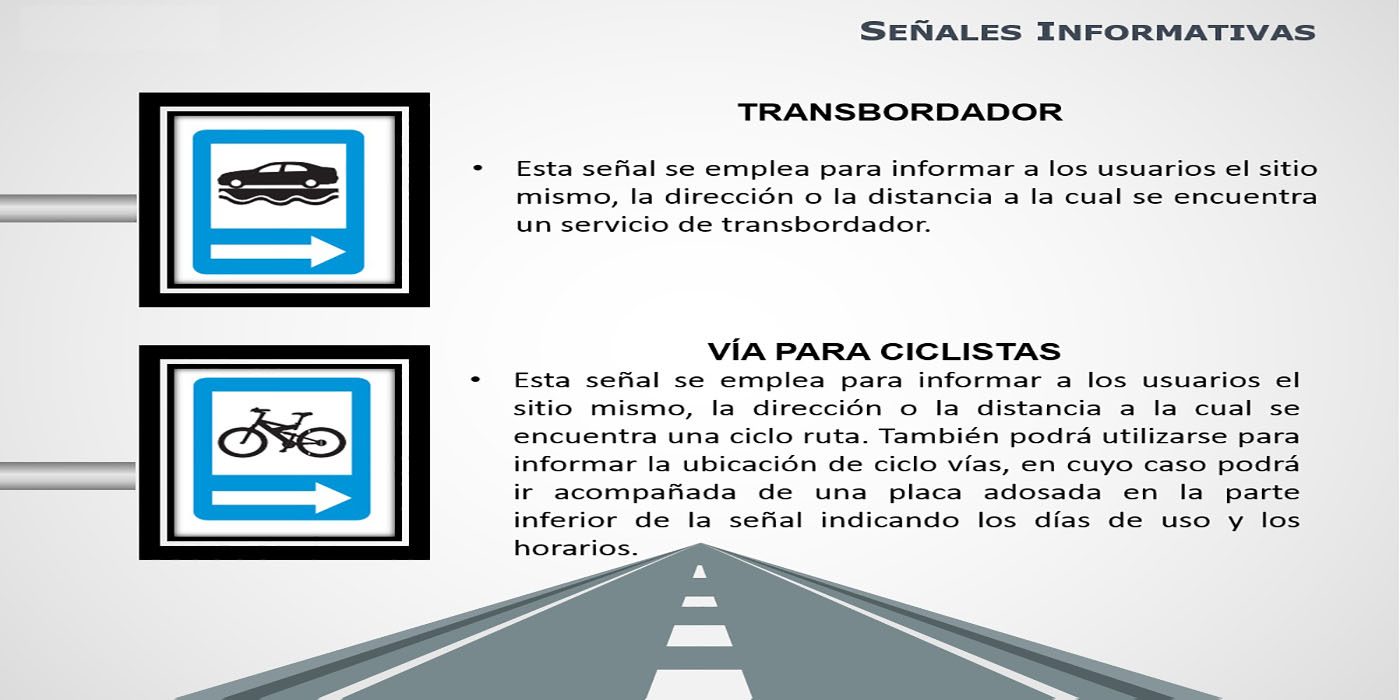 SEÑALES INFORMATIVAS
TRANSBORDADOR
• Esta señal se emplea para informar a los usuarios el sitio
mismo, la dirección o la distancia a la cual se encuentra
un servicio de transbordador.
VÍA PARA CICLISTAS
• Esta señal se emplea para informar a los usuarios el
sitio mismo, la dirección o la distancia a la cual se
encuentra una ciclo ruta. También podrá utilizarse para
informar la ubicación de ciclo vías, en cuyo caso podrá
ir acompañada de una placa adosada en la parte
inferior de la señal indicando los días de uso y los
horarios.